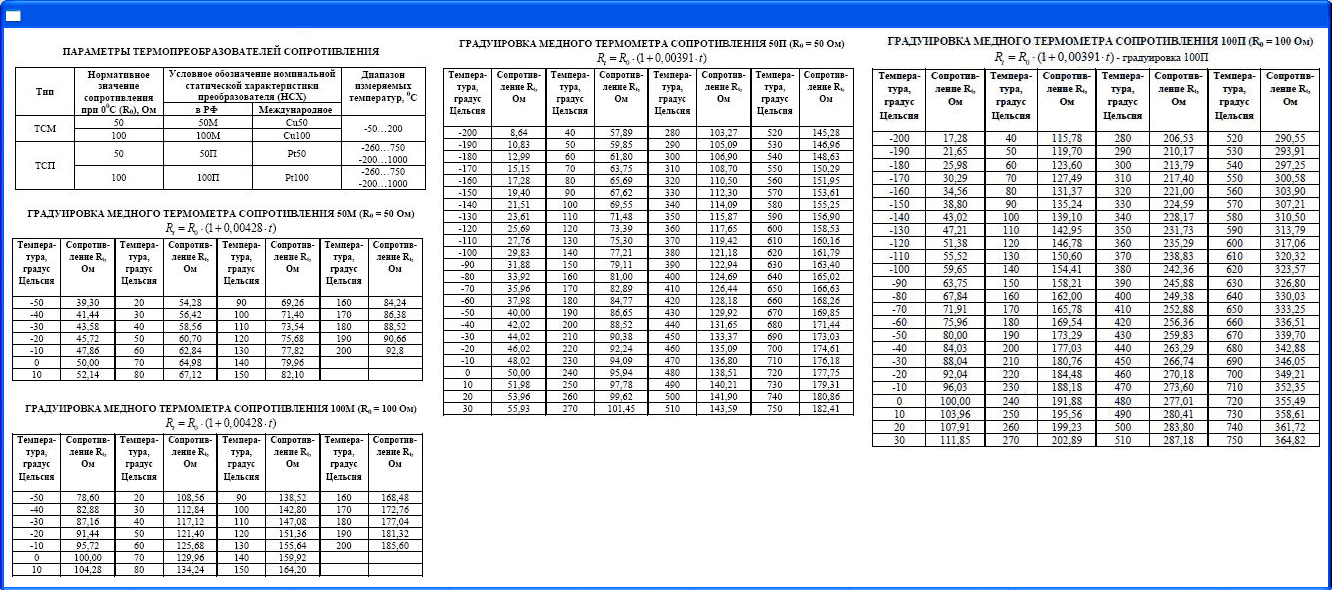 ПАРАМЕТРЫ ТЕРМОПРЕОБРАЗОВАТЕЛЕЙ СОПРОТИВЛЕНИЯ
Тип Нормативное значение сопротивления при 0⁰С (R₀), Ом Условное обозначение номинальной статической характеристики преобразователя (НСХ) Диапазон измеряемых температур, ⁰С
в РФ Международное
ТСМ 50 50М Cu50 -50…200
100 100М Cu100
ТСП 50 50П Pt50 -260…750 -200…1000
100 100П Pt100 -260…750 -200…1000
ГРАДУИРОВКА МЕДНОГО ТЕРМОМЕТРА СОПРОТИВЛЕНИЯ 50М (R₀ = 50 Ом)
Rₜ = R₀ · (1+0,00428 · t)
Темпера- Сопротив- Темпера- Сопротив- Темпера- Сопротив- Темпера- Сопротив-
тура, ление Rₜ, тура, ление Rₜ, тура, ление Rₜ, тура, ление Rₜ,
градус Ом градус Ом градус Ом градус Ом
Цельсия Цельсия Цельсия Цельсия
-50 39,30 20 54,28 90 69,26 160 84,24
-40 41,44 30 56,42 100 71,40 170 86,38
-30 43,58 40 58,56 110 73,54 180 88,52
-20 45,72 50 60,70 120 75,68 190 90,66
-10 47,86 60 62,84 130 77,82 200 92,8
0 50,00 70 64,98 140 79,96
10 52,14 80 67,12 150 82,10
ГРАДУИРОВКА МЕДНОГО ТЕРМОМЕТРА СОПРОТИВЛЕНИЯ 100М (R₀ = 100 Ом)
Rₜ = R₀ · (1+0,00428 · t)
Темпера- Сопротив- Темпера- Сопротив- Темпера- Сопротив- Темпера- Сопротив-
тура, ление Rₜ, тура, ление Rₜ, тура, ление Rₜ, тура, ление Rₜ,
градус Ом градус Ом градус Ом градус Ом
Цельсия Цельсия Цельсия Цельсия
-50 78,60 20 108,56 90 138,52 160 168,48
-40 82,88 30 112,84 100 142,80 170 172,76
-30 87,16 40 117,12 110 147,08 180 177,04
-20 91,44 50 121,40 120 151,36 190 181,32
-10 95,72 60 125,68 130 155,64 200 185,60
0 100,00 70 129,96 140 159,92
10 104,28 80 134,24 150 164,20
ГРАДУИРОВКА МЕДНОГО ТЕРМОМЕТРА СОПРОТИВЛЕНИЯ 50П (R₀ = 50 Ом)
Rₜ = R₀ · (1+0,00391 · t)
Темпера- Сопротив- Темпера- Сопротив- Темпера- Сопротив- Темпера- Сопротив-
тура, ление Rₜ, тура, ление Rₜ, тура, ление Rₜ, тура, ление Rₜ,
градус Ом градус Ом градус Ом градус Ом
Цельсия Цельсия Цельсия Цельсия
-200 8,64 40 57,89 280 103,27 520 145,28
-190 10,83 50 59,85 290 105,09 530 146,96
-180 12,99 60 61,80 300 106,90 540 148,63
-170 15,15 70 63,75 310 108,70 550 150,29
-160 17,28 80 65,69 320 110,50 560 151,95
-150 19,40 90 67,62 330 112,30 570 153,61
-140 21,51 100 69,55 340 114,09 580 155,25
-130 23,61 110 71,48 350 115,87 590 156,90
-120 25,69 120 73,39 360 117,65 600 158,53
-110 27,76 130 75,30 370 119,42 610 160,16
-100 29,83 140 77,21 380 121,18 620 161,79
-90 31,88 150 79,11 390 122,94 630 163,40
-80 33,92 160 81,00 400 124,69 640 165,02
-70 35,96 170 82,89 410 126,44 650 166,63
-60 37,98 180 84,77 420 128,18 660 168,26
-50 40,00 190 86,65 430 129,92 670 169,85
-40 42,02 200 88,52 440 131,65 680 171,44
-30 44,02 210 90,38 450 133,37 690 173,03
-20 46,02 220 92,24 460 135,09 700 174,61
-10 48,02 230 94,09 470 136,80 710 176,18
0 50,00 240 95,94 480 138,51 720 177,75
10 51,98 250 97,78 490 140,21 730 179,31
20 53,96 260 99,62 500 141,90 740 180,86
30 55,93 270 101,45 510 143,59 750 182,41
ГРАДУИРОВКА МЕДНОГО ТЕРМОМЕТРА СОПРОТИВЛЕНИЯ 100П (R₀ = 100 Ом)
Rₜ = R₀ · (1+0,00391 · t) - градуировка 100П
Темпера- Сопротив- Темпера- Сопротив- Темпера- Сопротив- Темпера- Сопротив-
тура, ление Rₜ, тура, ление Rₜ, тура, ление Rₜ, тура, ление Rₜ,
градус Ом градус Ом градус Ом градус Ом
Цельсия Цельсия Цельсия Цельсия
-200 17,28 40 115,78 280 206,53 520 290,55
-190 21,65 50 119,70 290 210,17 530 293,91
-180 25,98 60 123,60 300 213,79 540 297,25
-170 30,29 70 127,49 310 217,40 550 300,58
-160 34,56 80 131,37 320 221,00 560 303,90
-150 38,80 90 135,24 330 224,59 570 307,21
-140 43,02 100 139,10 340 228,17 580 310,50
-130 47,21 110 142,95 350 231,73 590 313,79
-120 51,38 120 146,78 360 235,29 600 317,06
-110 55,52 130 150,60 370 238,83 610 320,32
-100 59,65 140 154,41 380 242,36 620 323,57
-90 63,75 150 158,21 390 245,88 630 326,80
-80 67,84 160 162,00 400 249,38 640 330,03
-70 71,91 170 165,78 410 252,88 650 333,25
-60 75,96 180 169,54 420 256,36 660 336,51
-50 80,00 190 173,29 430 259,83 670 339,70
-40 84,03 200 177,03 440 263,29 680 342,88
-30 88,04 210 180,76 450 266,74 690 346,05
-20 92,04 220 184,48 460 270,18 700 349,21
-10 96,03 230 188,18 470 273,60 710 352,35
0 100,00 240 191,88 480 277,01 720 355,49
10 103,96 250 195,56 490 280,41 730 358,61
20 107,91 260 199,23 500 283,80 740 361,72
30 111,85 270 202,89 510 287,18 750 364,82